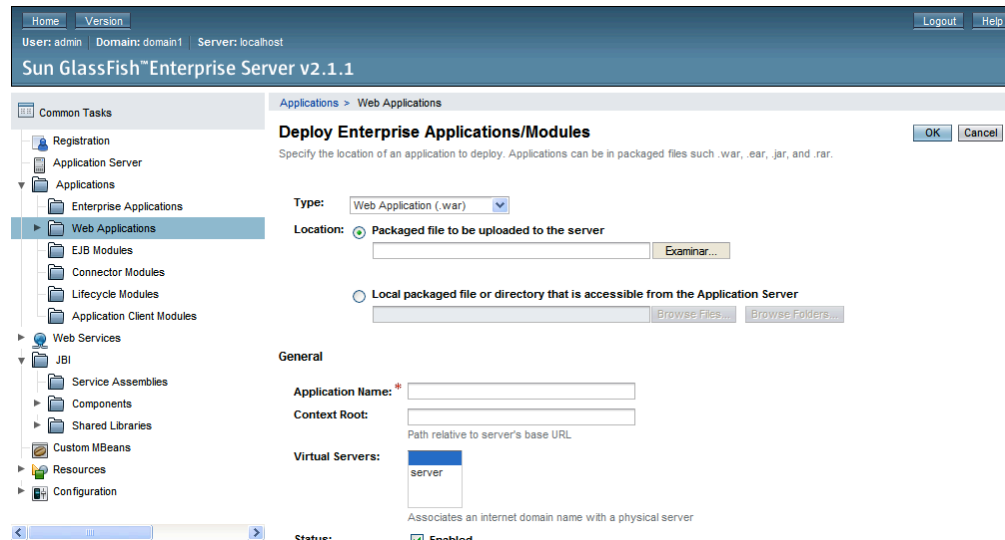 Home Version Logout Help
User: admin Domain: domain1 Server: localhost
Sun GlassFish™ Enterprise Server v2.1.1
Common Tasks
Registration
Application Server
Applications
Enterprise Applications
Web Applications
EJB Modules
Connector Modules
Lifecycle Modules
Application Client Modules
Web Services
JBI
Service Assemblies
Components
Shared Libraries
Custom MBeans
Resources
Configuration
Applications > Web Applications
Deploy Enterprise Applications/Modules
OK Cancel
Specify the location of an application to deploy. Applications can be in packaged files such .war, .ear, .jar, and .rar.
Type: Web Application (.war)
Location: Packaged file to be uploaded to the server
Examinar...
Local packaged file or directory that is accessible from the Application Server
Browse Files... Browse Folders...
General
Application Name: *
Context Root:
Path relative to server's base URL
Virtual Servers:
server
Associates an internet domain name with a physical server
Status: Enabled